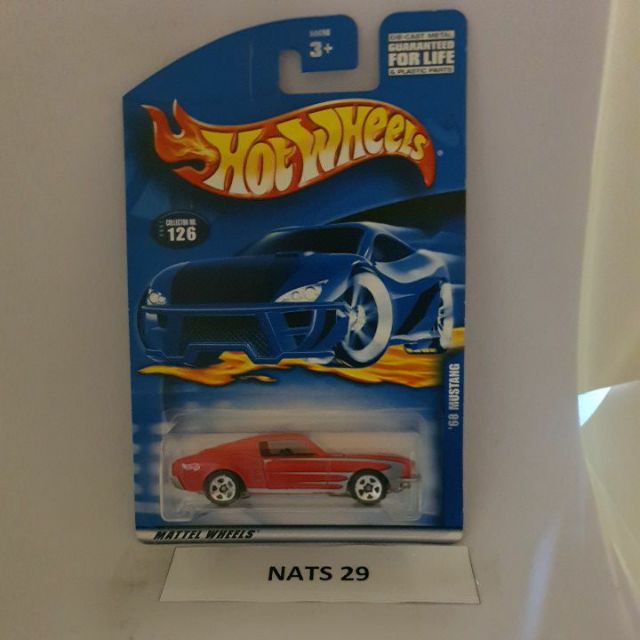 3+
DIE-CAST METAL
GUARANTEED
FOR LIFE
& PLASTIC PARTS
HOT WHEELS
COLLECTOR NO.
126
'68 MUSTANG
MATTEL WHEELS
NATS 29